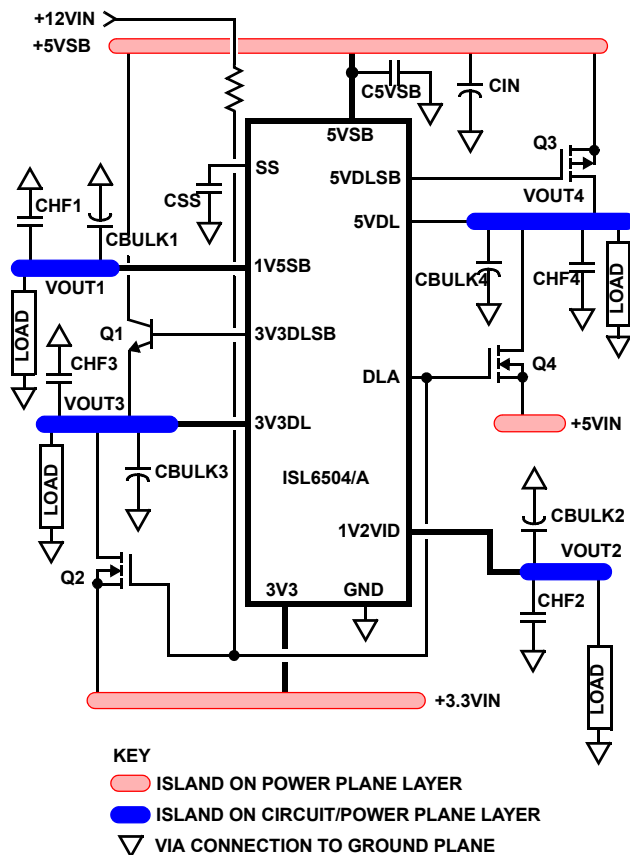 +12VIN
+5VSB
C5VSB
CIN
5VSB
Q3
SS
5VDLSB
CSS
VOUT4
CHF1
CBULK1
5VDL
1V5SB
VOUT1
CBULK4
CHF4
LOAD
LOAD
Q1
3V3DLSB
CHF3
DLA
Q4
VOUT3
3V3DL
+5VIN
CBULK3
ISL6504/A
LOAD
1V2VID
CBULK2
VOUT2
Q2
3V3
GND
CHF2
LOAD
+3.3VIN
KEY
ISLAND ON POWER PLANE LAYER
ISLAND ON CIRCUIT/POWER PLANE LAYER
VIA CONNECTION TO GROUND PLANE